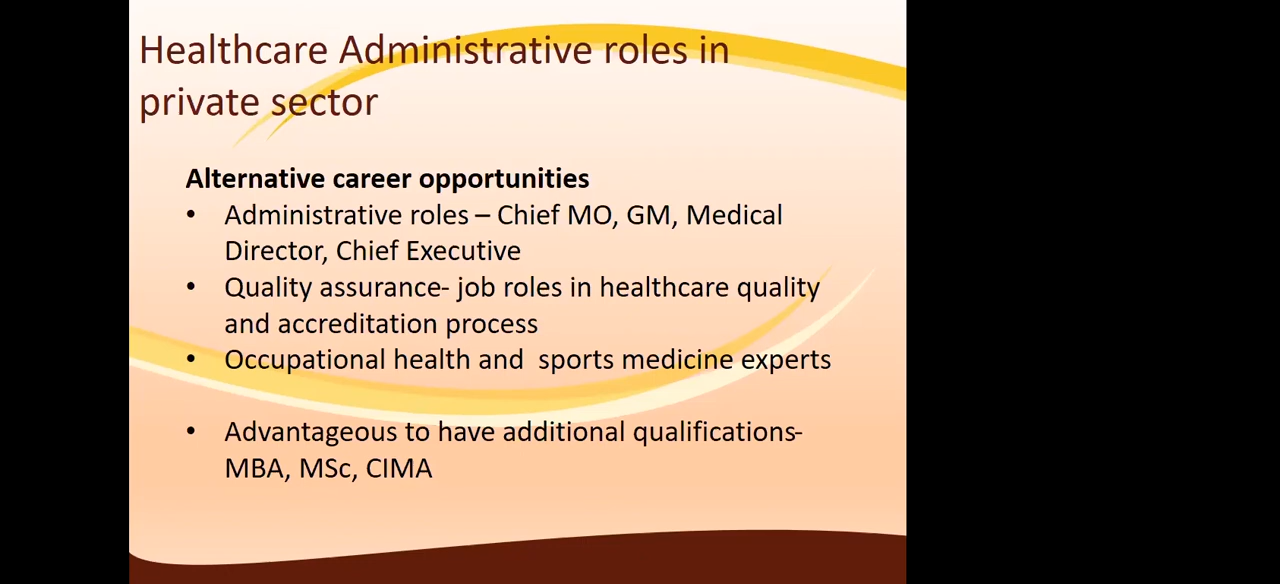 Healthcare Administrative roles in
private sector
Alternative career opportunities
• Administrative roles – Chief MO, GM, Medical
Director, Chief Executive
• Quality assurance- job roles in healthcare quality
and accreditation process
• Occupational health and  sports medicine experts
• Advantageous to have additional qualifications-
MBA, MSc, CIMA